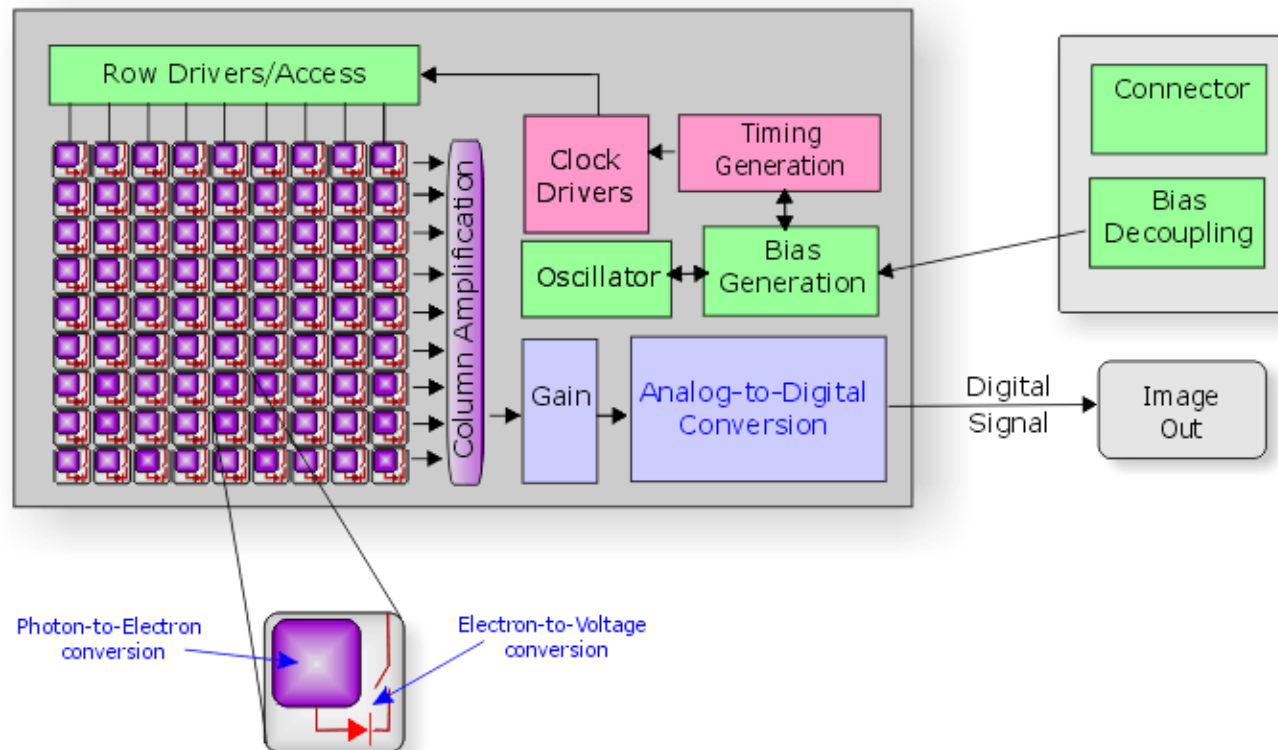 Row Drivers/Access
Column Amplification
Clock
Drivers
Timing
Generation
Oscillator
Bias
Generation
Connector
Bias
Decoupling
Gain
Analog-to-Digital
Conversion
Digital
Signal
Image
Out
Photon-to-Electron
conversion
Electron-to-Voltage
conversion